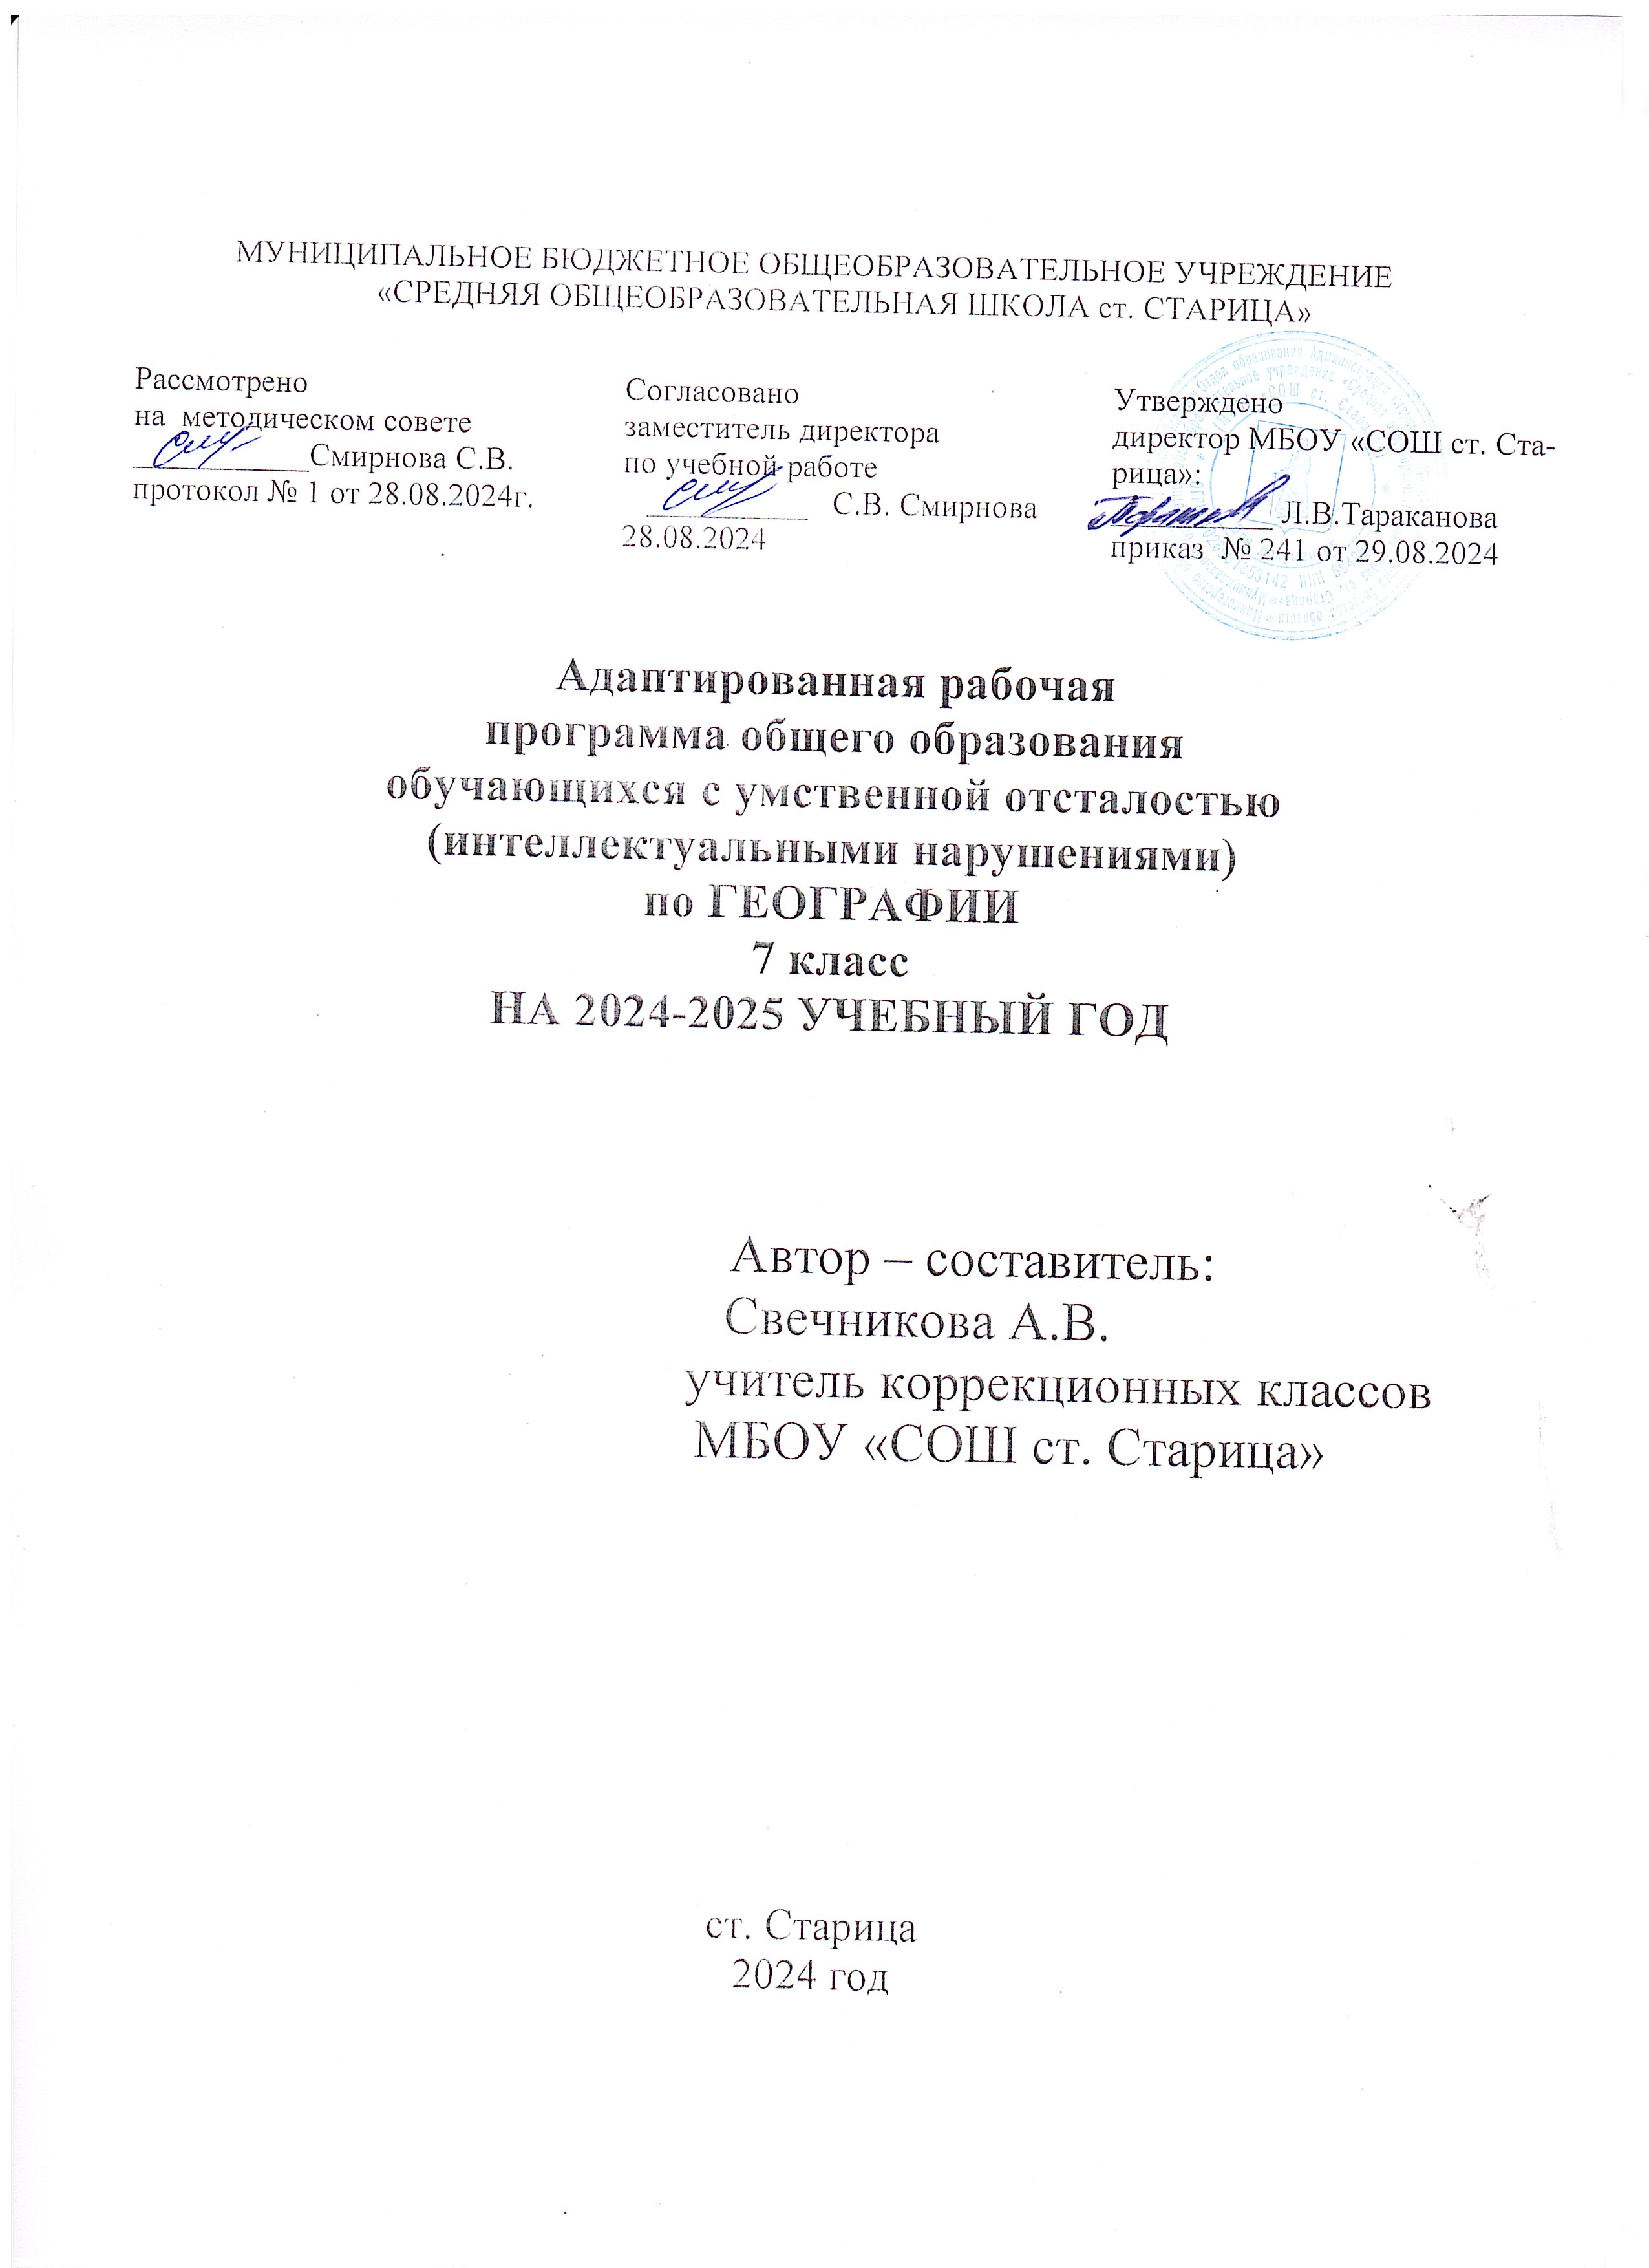 МУНИЦИПАЛЬНОЕ БЮДЖЕТНОЕ ОБЩЕОБРАЗОВАТЕЛЬНОЕ УЧРЕЖДЕНИЕ
«СРЕДНЯЯ ОБЩЕОБРАЗОВАТЕЛЬНАЯ ШКОЛА ст. СТАРИЦА»
Рассмотрено
на методическом совете
____________Смирнова С.В.
протокол № 1 от 28.08.2024г.
Согласовано
заместитель директора
по учебной работе
___________ С.В. Смирнова
28.08.2024
Утверждено
директор МБОУ «СОШ ст. Ста-
рица»:
___________ Л.В.Тараканова
приказ № 241 от 29.08.2024
Адаптированная рабочая
программа общего образования
обучающихся с умственной отсталостью
(интеллектуальными нарушениями)
по ГЕОГРАФИИ
7 класс
НА 2024-2025 УЧЕБНЫЙ ГОД
Автор – составитель:
Свечникова А.В.
учитель коррекционных классов
МБОУ «СОШ ст. Старица»
ст. Старица
2024 год